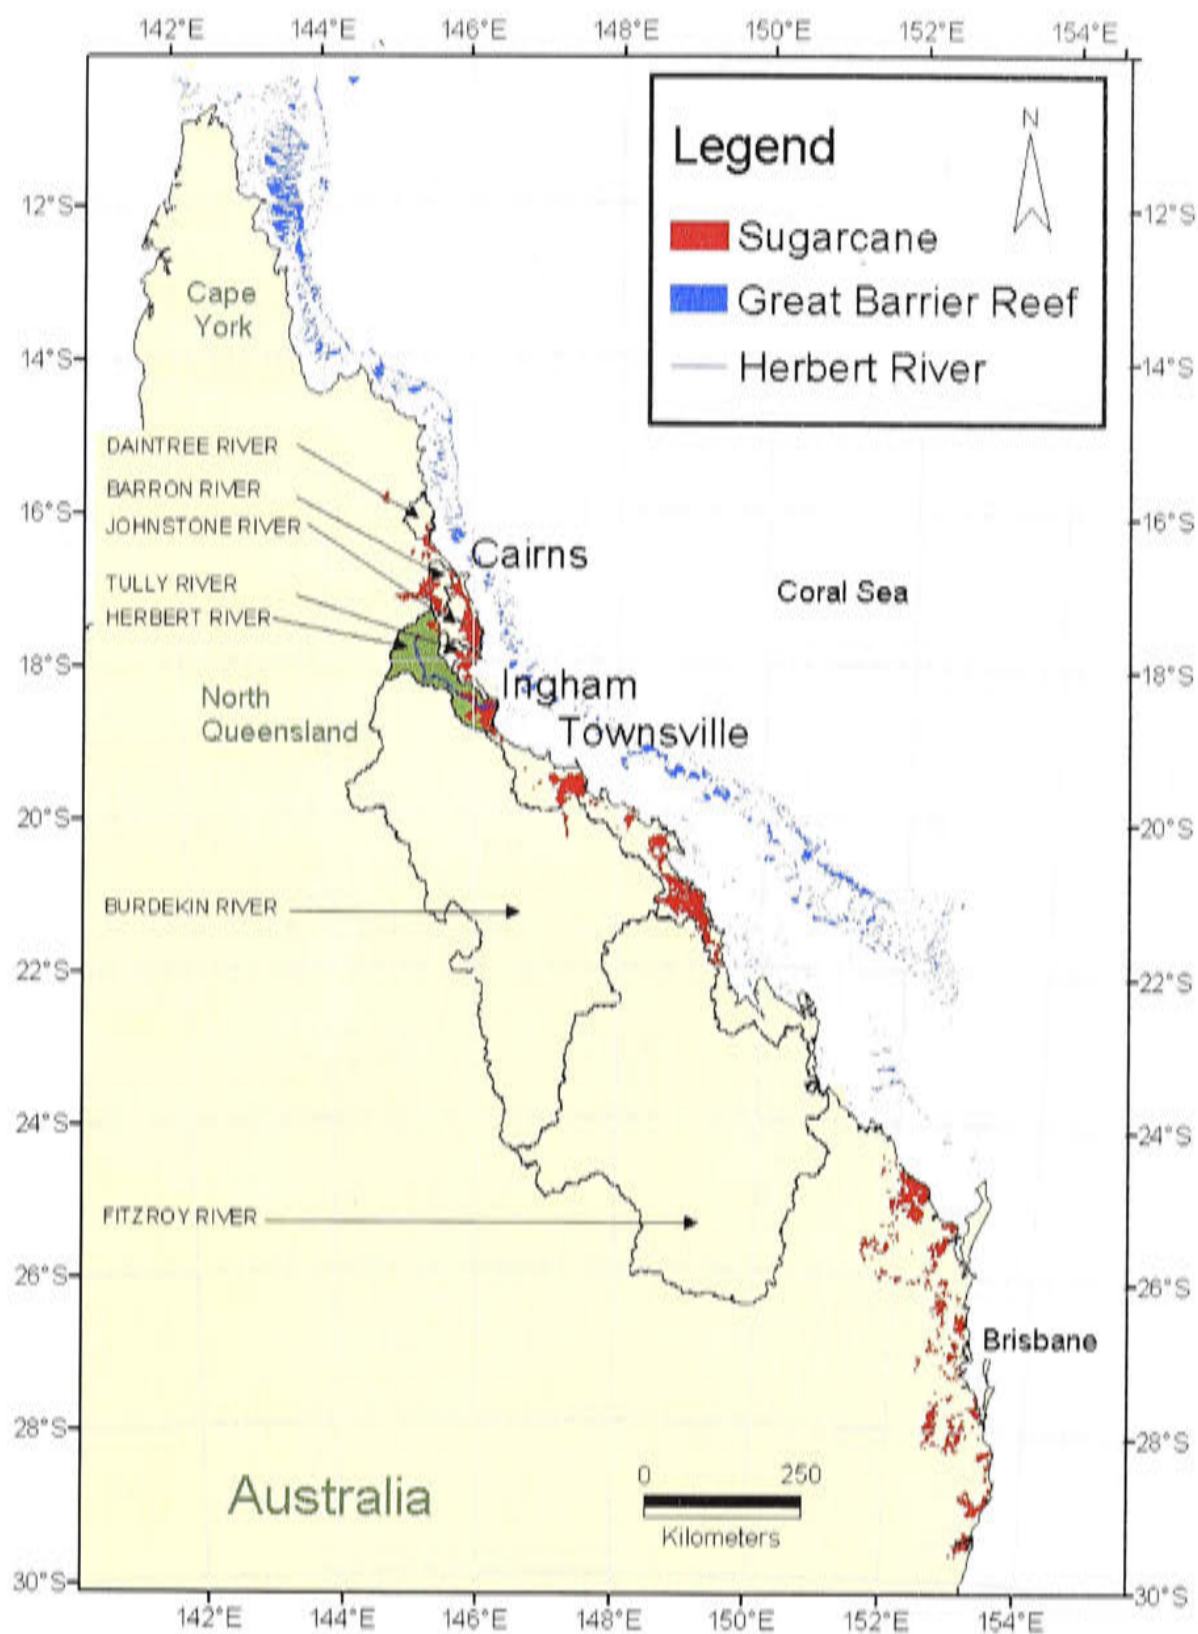 142°E 144°E 146°E 148°E 150°E 152°E 154°E
N
Legend
Sugarcane
Great Barrier Reef
Herbert River
12°S 12°S
Cape
York
14°S 14°S
DAINTREE RIVER
BARRON RIVER
16°S 16°S
JOHNSTONE RIVER
Cairns
TULLY RIVER
Coral Sea
HERBERT RIVER
18°S 18°S
Ingham
North
Queensland
Townsville
20°S 20°S
BURDEKIN RIVER
22°S 22°S
24°S 24°S
FITZROY RIVER
26°S 26°S
Brisbane
28°S 28°S
0 250
Australia
Kilometers
30°S 30°S
142°E 144°E 146°E 148°E 150°E 152°E 154°E